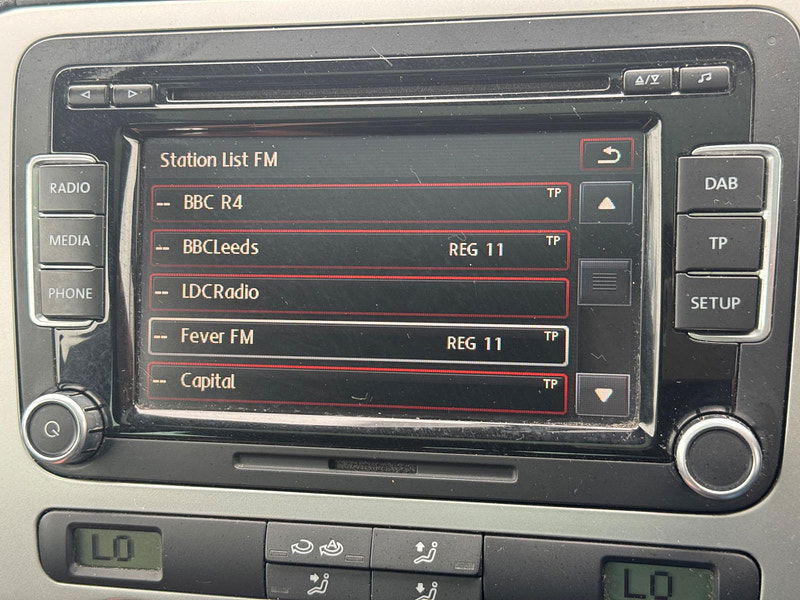 Station List FM
-- BBC R4 TP
-- BBCLeeds REG 11 TP
-- LDCRadio
-- Fever FM REG 11 TP
-- Capital TP
RADIO
MEDIA
PHONE
DAB
TP
SETUP
LO
A
LO